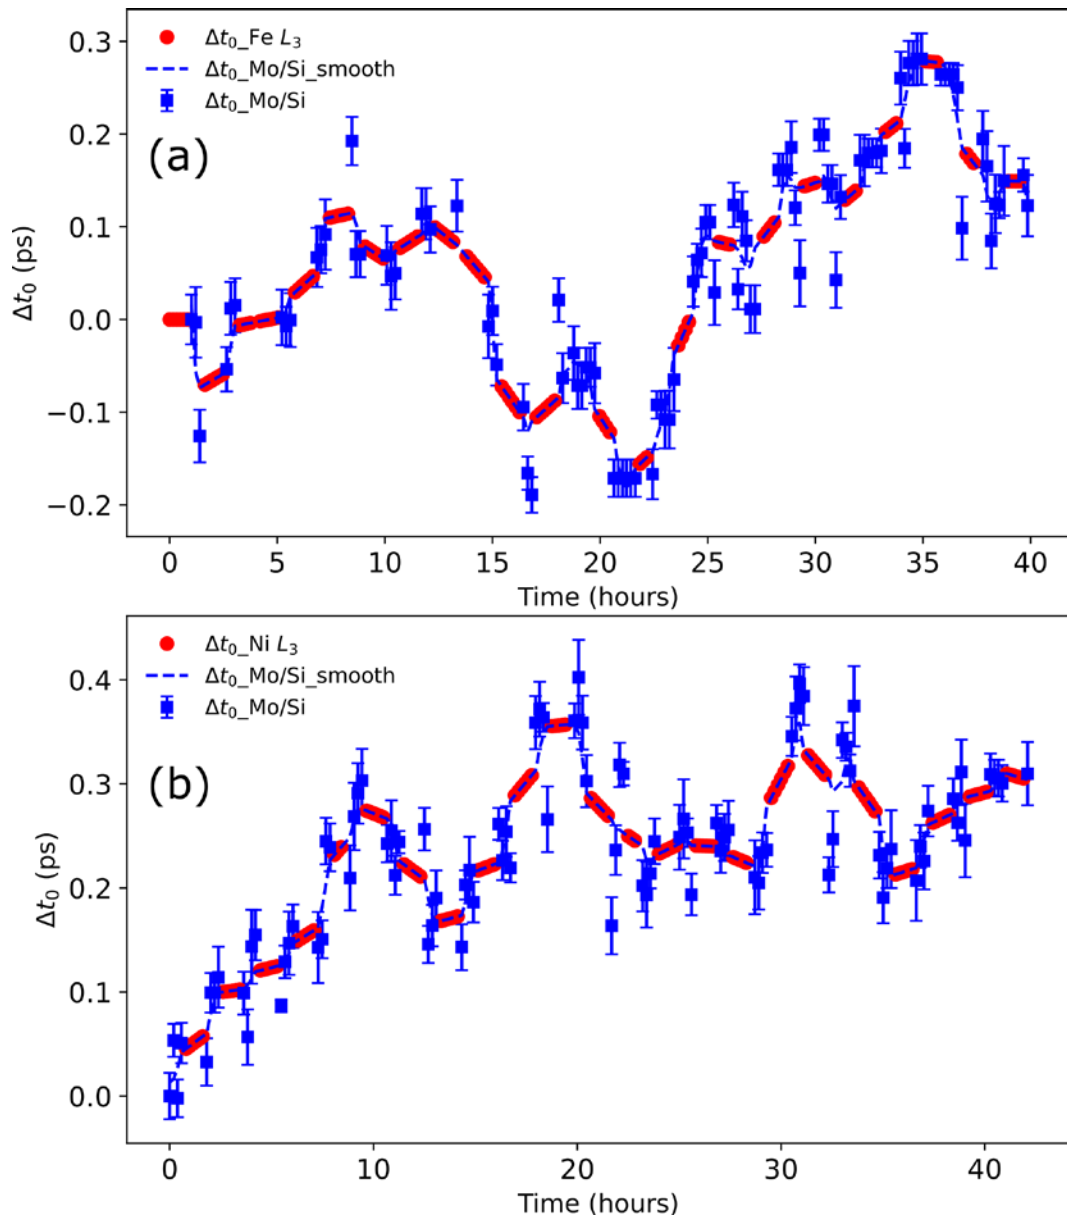 Δt₀_Fe L₃
Δt₀_Mo/Si_smooth
Δt₀_Mo/Si
(a)
0.3
0.2
0.1
0.0
−0.1
−0.2
Δt₀ (ps)
0 5 10 15 20 25 30 35 40
Time (hours)
Δt₀_Ni L₃
Δt₀_Mo/Si_smooth
Δt₀_Mo/Si
(b)
0.4
0.3
0.2
0.1
0.0
Δt₀ (ps)
0 10 20 30 40
Time (hours)